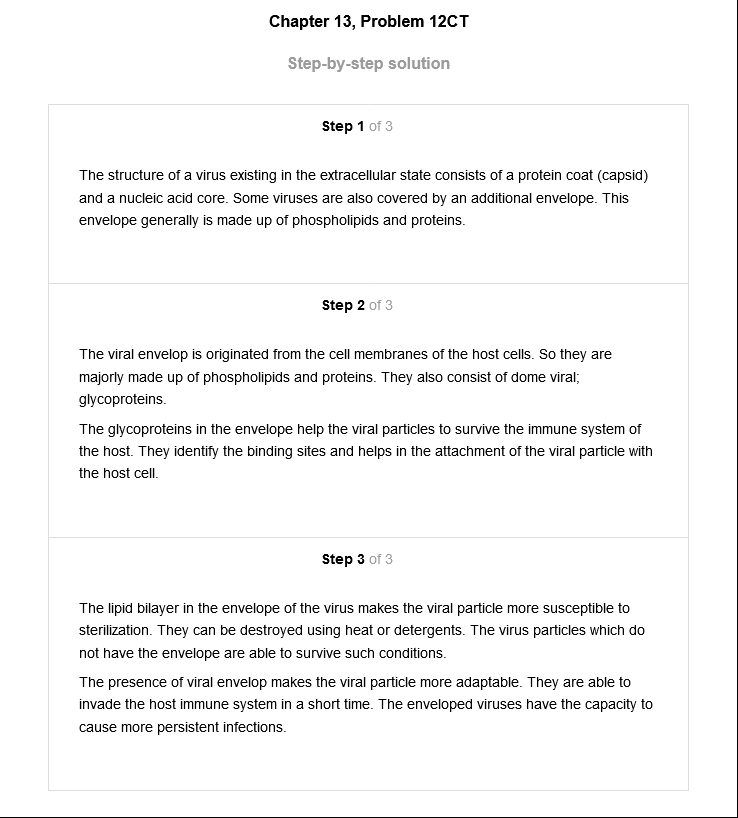 Chapter 13, Problem 12CT
Step-by-step solution
Step 1 of 3
The structure of a virus existing in the extracellular state consists of a protein coat (capsid)
and a nucleic acid core. Some viruses are also covered by an additional envelope. This
envelope generally is made up of phospholipids and proteins.
Step 2 of 3
The viral envelop is originated from the cell membranes of the host cells. So they are
majorly made up of phospholipids and proteins. They also consist of dome viral;
glycoproteins.
The glycoproteins in the envelope help the viral particles to survive the immune system of
the host. They identify the binding sites and helps in the attachment of the viral particle with
the host cell.
Step 3 of 3
The lipid bilayer in the envelope of the virus makes the viral particle more susceptible to
sterilization. They can be destroyed using heat or detergents. The virus particles which do
not have the envelope are able to survive such conditions.
The presence of viral envelop makes the viral particle more adaptable. They are able to
invade the host immune system in a short time. The enveloped viruses have the capacity to
cause more persistent infections.